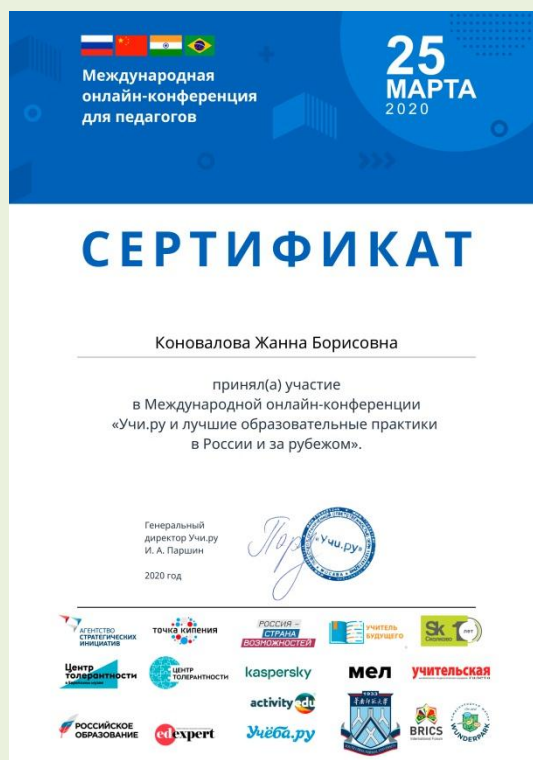 Международная
онлайн-конференция
для педагогов
25
МАРТА
2020
СЕРТИФИКАТ
Коновалова Жанна Борисовна
принял(а) участие
в Международной онлайн-конференции
«Учи.ру и лучшие образовательные практики
в России и за рубежом».
Генеральный
директор Учи.ру
И. А. Паршин
2020 год
«Учи.ру»
АГЕНТСТВО
СТРАТЕГИЧЕСКИХ
ИНИЦИАТИВ
точка кипения
РОССИЯ –
СТРАНА
ВОЗМОЖНОСТЕЙ
УЧИТЕЛЬ
БУДУЩЕГО
Sk
Сколково
10
лет
Центр
толерантности
ЦЕНТР
ТОЛЕРАНТНОСТИ
kaspersky
мел
учительская
activity edu
1933
РОССИЙСКОЕ
ОБРАЗОВАНИЕ
edexpert
Учёба.ру
BRICS
WUNDERPARK